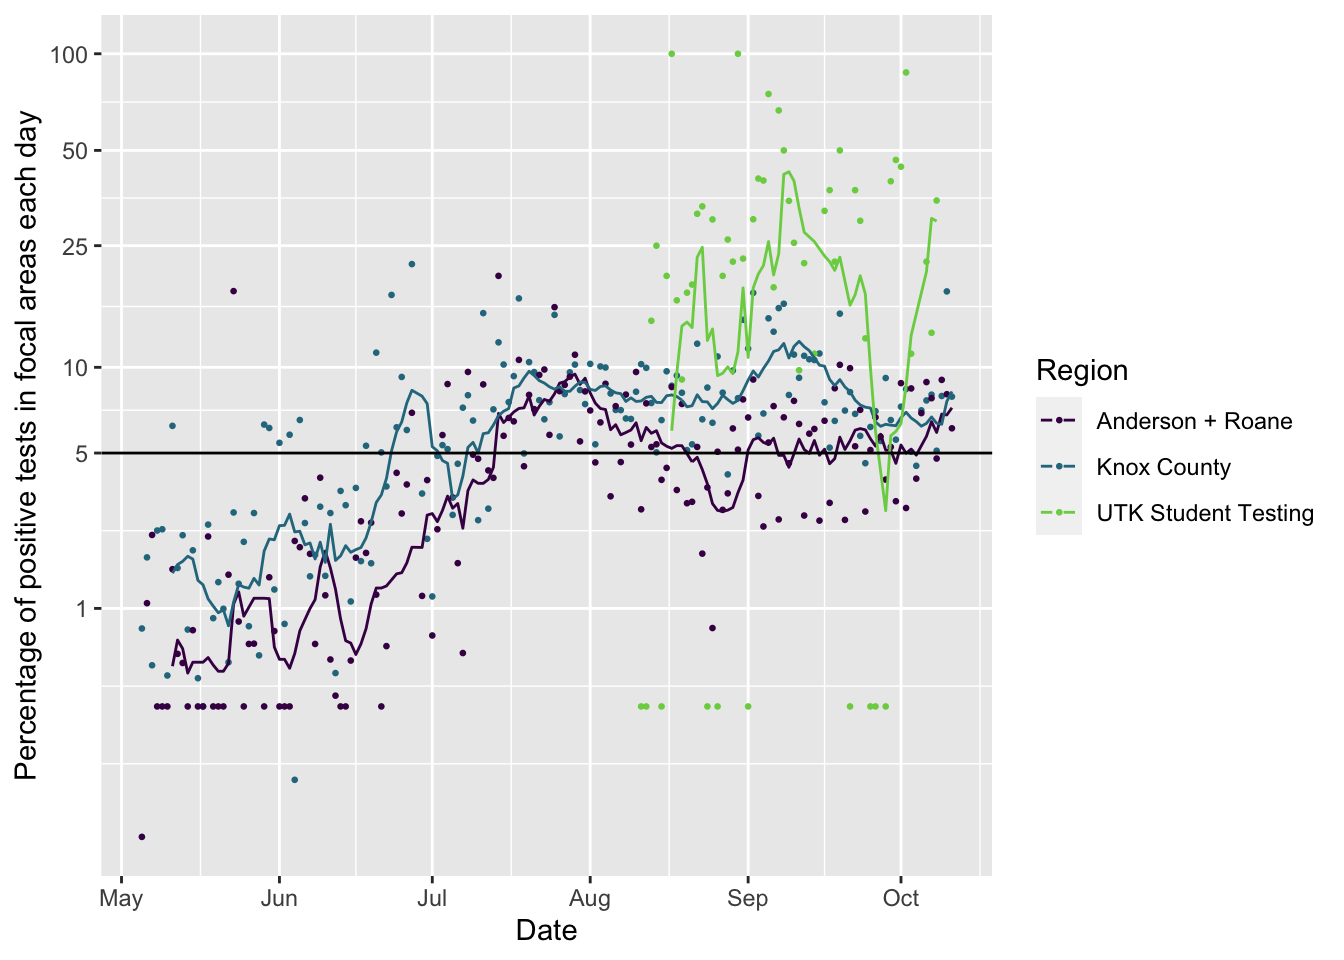 Percentage of positive tests in focal areas each day
100
50
25
10
5
1
May
Jun
Jul
Aug
Sep
Oct
Date
Region
Anderson + Roane
Knox County
UTK Student Testing